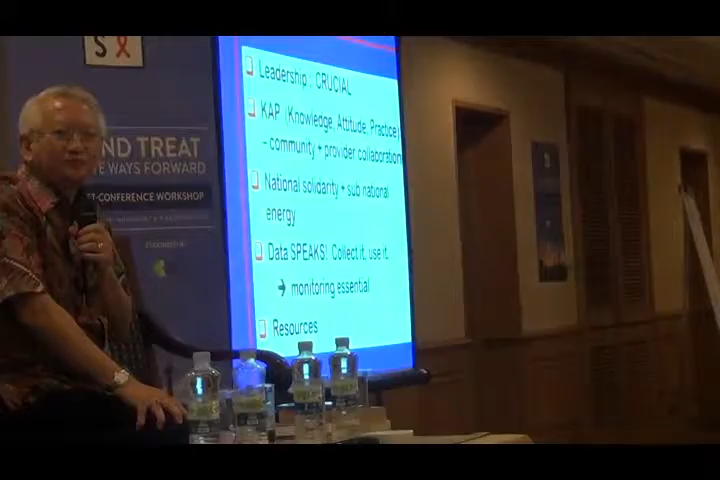 S
ND TREAT
WAYS FORWARD
ST-CONFERENCE WORKSHOP
Leadership : CRUCIAL
KAP (Knowledge, Attitude, Practice)
- community + provider collaboration
National solidarity + sub national
energy
Data SPEAKS! Collect it, use it.
→ monitoring essential
Resources